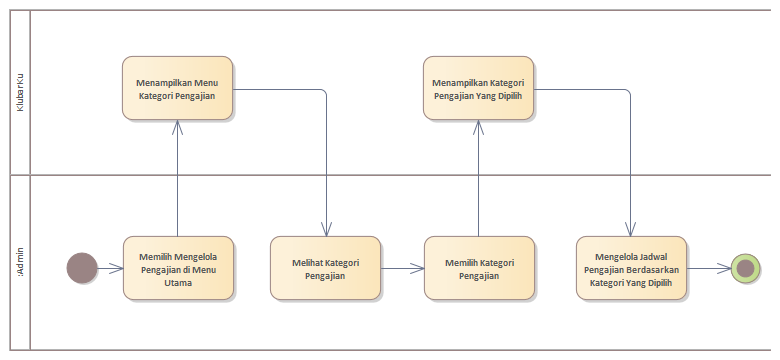 KlubarKu
Menampilkan Menu
Kategori Pengajian
Menampilkan Kategori
Pengajian Yang Dipilih
:Admin
Memilih Mengelola
Pengajian di Menu
Utama
Melihat Kategori
Pengajian
Memilih Kategori
Pengajian
Mengelola Jadwal
Pengajian Berdasarkan
Kategori Yang Dipilih